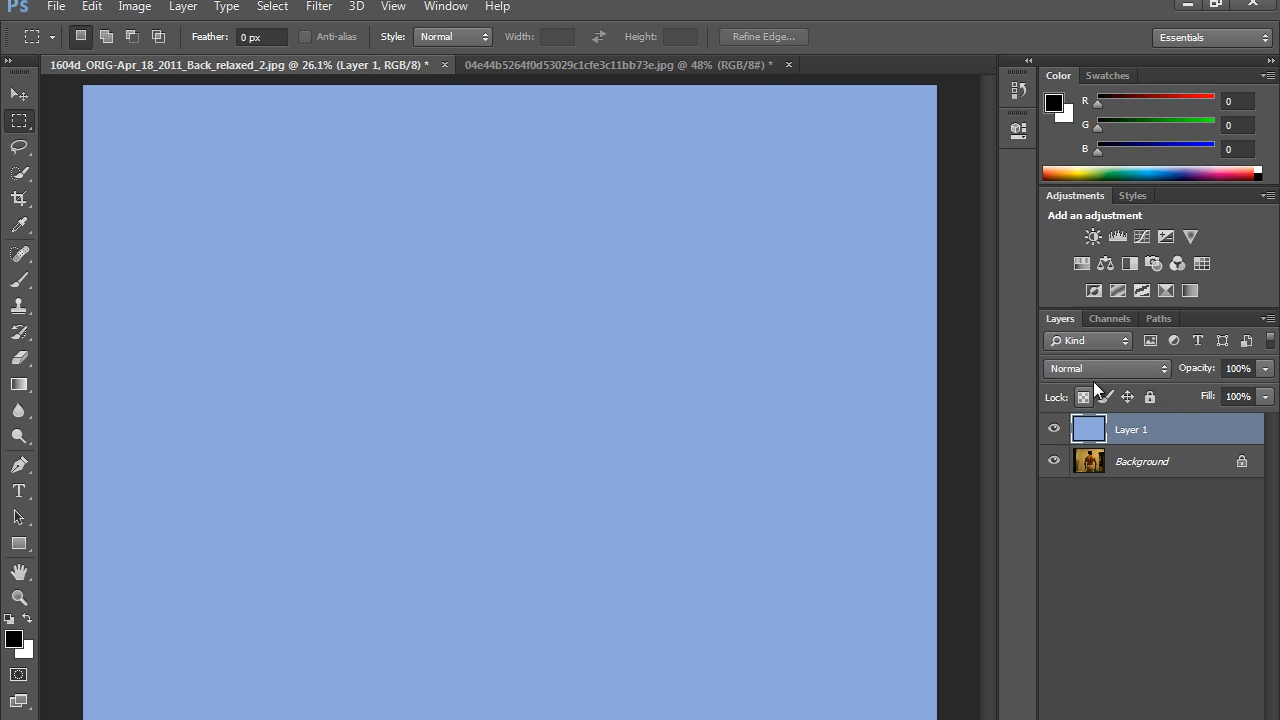 Ps File Edit Image Layer Type Select Filter 3D View Window Help
Feather: 0 px Anti-alias Style: Normal Width: Height: Refine Edge... Essentials
1604d_ORIG-Apr_18_2011_Back_relaxed_2.jpg @ 26.1% (Layer 1, RGB/8) * × 04e44b5264f0d53029c1cfe3c11bb73e.jpg @ 48% (RGB/8#) * ×
Color Swatches
R 0
G 0
B 0
Adjustments Styles
Add an adjustment
Layers Channels Paths
Kind T
Normal Opacity: 100%
Lock: Fill: 100%
Layer 1
Background
T